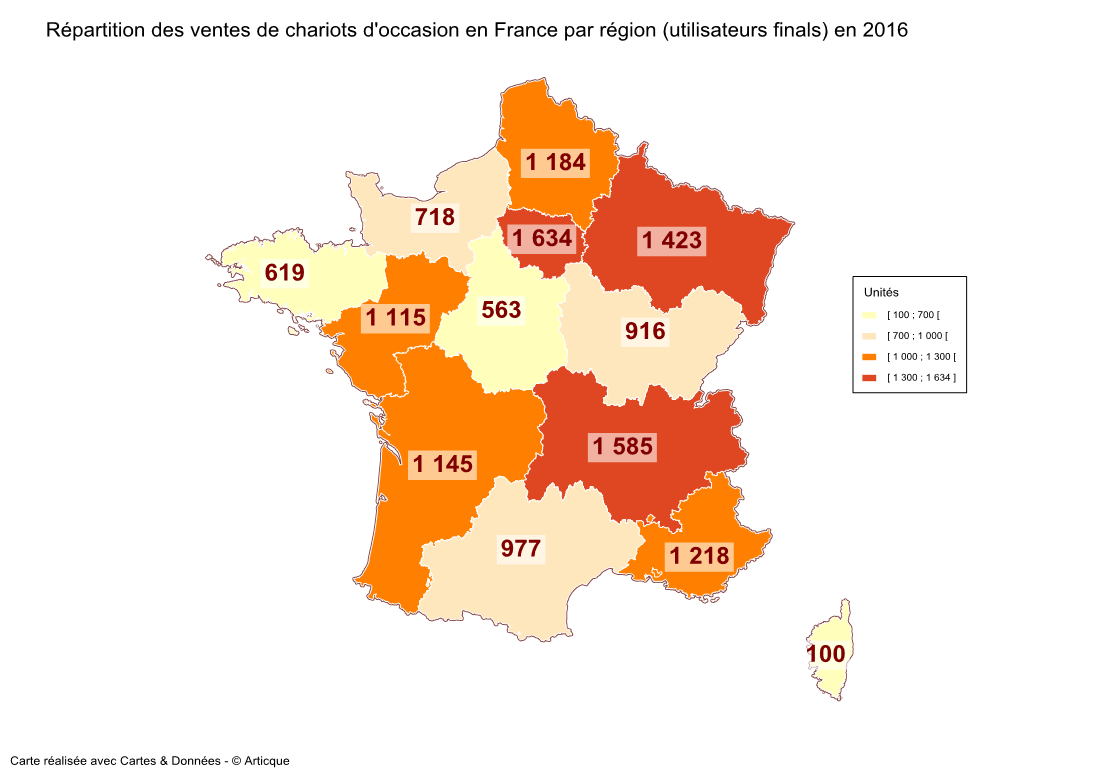 Répartition des ventes de chariots d'occasion en France par région (utilisateurs finals) en 2016
1 184
718
1 634
1 423
619
1 115
563
916
1 585
1 145
977
1 218
100
Unités
[ 100 ; 700 [
[ 700 ; 1 000 [
[ 1 000 ; 1 300 [
[ 1 300 ; 1 634 ]
Carte réalisée avec Cartes & Données - © Articque